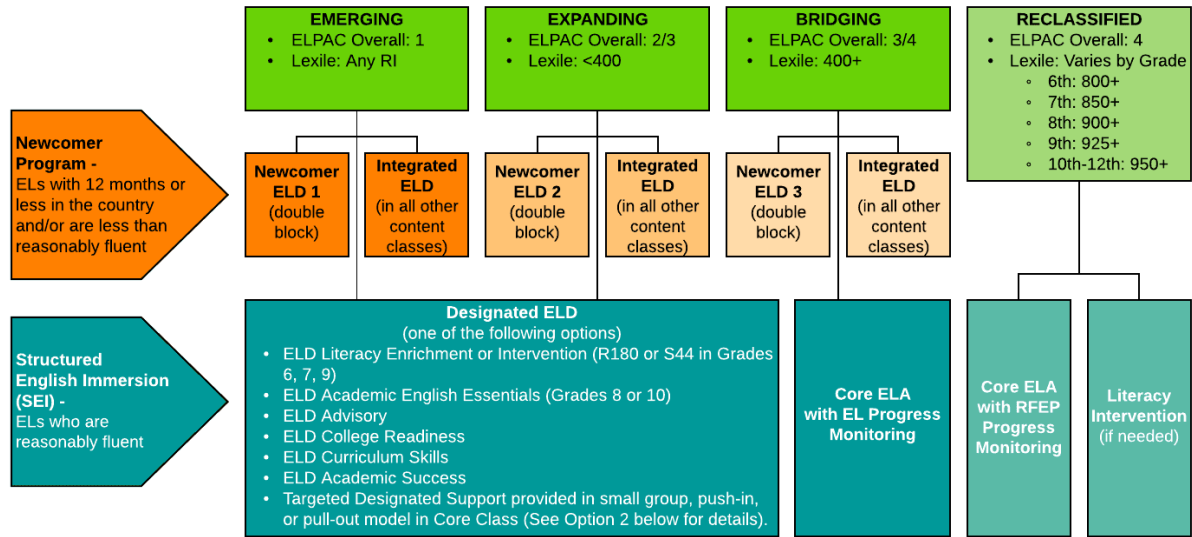 EMERGING
• ELPAC Overall: 1
• Lexile: Any RI
EXPANDING
• ELPAC Overall: 2/3
• Lexile: <400
BRIDGING
• ELPAC Overall: 3/4
• Lexile: 400+
RECLASSIFIED
• ELPAC Overall: 4
• Lexile: Varies by Grade
◦ 6th: 800+
◦ 7th: 850+
◦ 8th: 900+
◦ 9th: 925+
◦ 10th-12th: 950+
Newcomer
Program -
ELs with 12 months or
less in the country
and/or are less than
reasonably fluent
Newcomer
ELD 1
(double
block)
Integrated
ELD
(in all other
content
classes)
Newcomer
ELD 2
(double
block)
Integrated
ELD
(in all other
content
classes)
Newcomer
ELD 3
(double
block)
Integrated
ELD
(in all other
content
classes)
Structured
English Immersion
(SEI) -
ELs who are
reasonably fluent
Designated ELD
(one of the following options)
• ELD Literacy Enrichment or Intervention (R180 or S44 in Grades
6, 7, 9)
• ELD Academic English Essentials (Grades 8 or 10)
• ELD Advisory
• ELD College Readiness
• ELD Curriculum Skills
• ELD Academic Success
• Targeted Designated Support provided in small group, push-in,
or pull-out model in Core Class (See Option 2 below for details).
Core ELA
with EL Progress
Monitoring
Core ELA
with RFEP
Progress
Monitoring
Literacy
Intervention
(if needed)